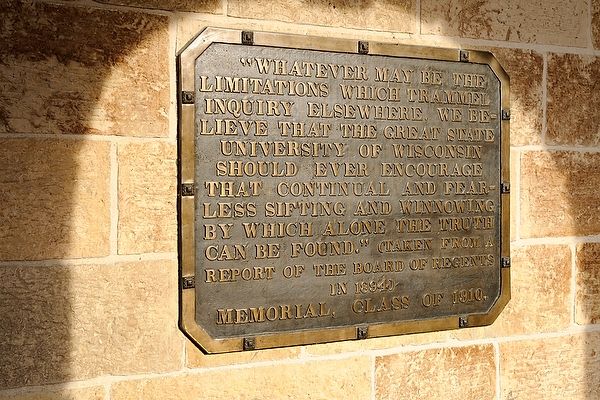 "WHATEVER MAY BE THE
LIMITATIONS WHICH TRAMMEL
INQUIRY ELSEWHERE, WE BE-
LIEVE THAT THE GREAT STATE
UNIVERSITY OF WISCONSIN
SHOULD EVER ENCOURAGE
THAT CONTINUAL AND FEAR-
LESS SIFTING AND WINNOWING
BY WHICH ALONE THE TRUTH
CAN BE FOUND." (TAKEN FROM A
REPORT OF THE BOARD OF REGENTS
IN 1894)
MEMORIAL, CLASS OF 1910.